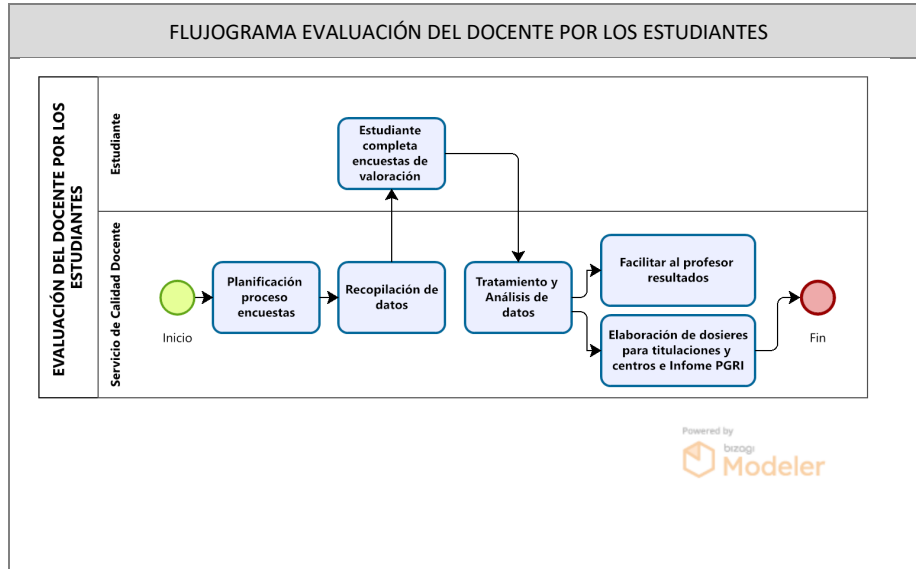 FLUJOGRAMA EVALUACIÓN DEL DOCENTE POR LOS ESTUDIANTES
EVALUACIÓN DEL DOCENTE POR LOS
ESTUDIANTES
Estudiante
Estudiante
completa
encuestas de
valoración
Servicio de Calidad Docente
Inicio
Planificación
proceso
encuestas
Recopilación de
datos
Tratamiento y
Análisis de
datos
Facilitar al profesor
resultados
Elaboración de dosieres
para titulaciones y
centros e Infome PGRI
Fin
Powered by
bizagi
Modeler